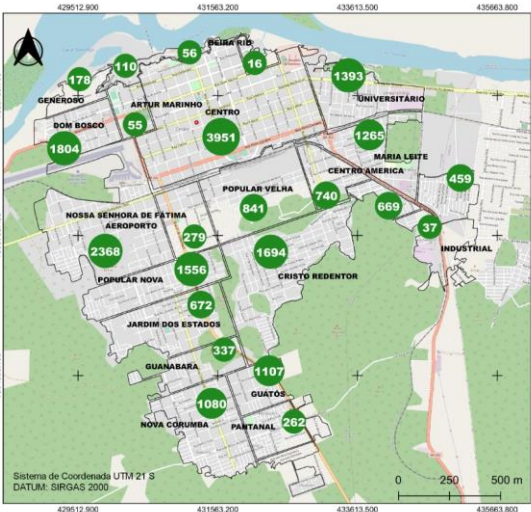 429512.900 431563.200 433613.500 435663.800
BEIRA RIO
56
110
16
1393
178
GENEROSO
ARTUR MARINHO
UNIVERSITÁRIO
CENTRO
DOM BOSCO
55
1265
3951
1804
MARIA LEITE
CENTRO AMERICA
459
POPULAR VELHA
740
841
669
NOSSA SENHORA DE FÁTIMA
AEROPORTO
37
279
2368
1694
INDUSTRIAL
1556
CRISTO REDENTOR
POPULAR NOVA
672
JARDIM DOS ESTADOS
337
GUANABARA
1107
GUATÓS
1080
262
NOVA CORUMBA
PANTANAL
Sistema de Coordenada UTM 21 S
DATUM: SIRGAS 2000
0 250 500 m
429512.900 431563.200 433613.500 435663.800